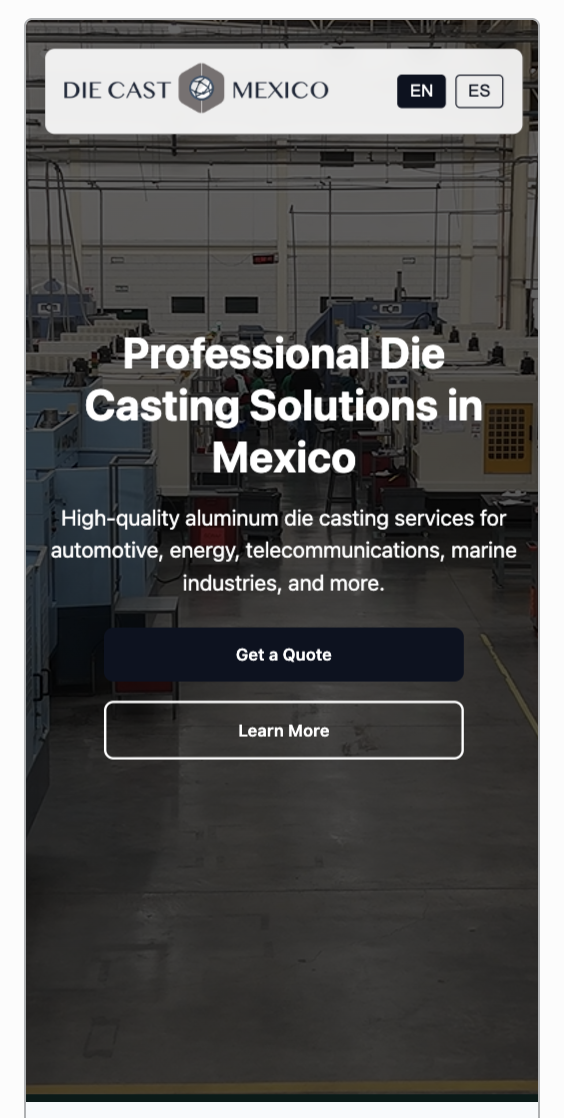 DIE CAST MEXICO
EN ES
Professional Die
Casting Solutions in
Mexico
High-quality aluminum die casting services for
automotive, energy, telecommunications, marine
industries, and more.
Get a Quote
Learn More